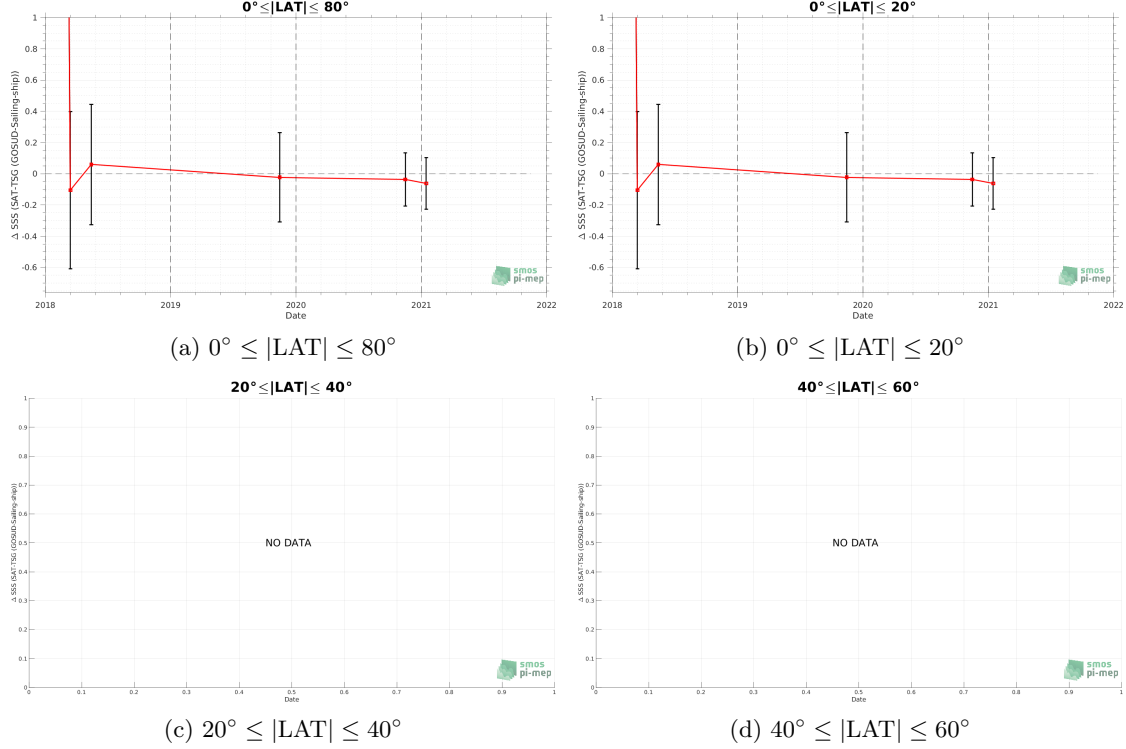 0°≤|LAT|≤ 80°
Δ SSS (SAT-TSG (GOSUD-Sailing-ship))
1
0.8
0.6
0.4
0.2
0
-0.2
-0.4
-0.6
2018 2019 2020 2021 2022
Date
smos
pi-mep
(a) 0° ≤ |LAT| ≤ 80°
0°≤|LAT|≤ 20°
Δ SSS (SAT-TSG (GOSUD-Sailing-ship))
1
0.8
0.6
0.4
0.2
0
-0.2
-0.4
-0.6
2018 2019 2020 2021 2022
Date
smos
pi-mep
(b) 0° ≤ |LAT| ≤ 20°
20°≤|LAT|≤ 40°
Δ SSS (SAT-TSG (GOSUD-Sailing-ship))
1
0.9
0.8
0.7
0.6
0.5
0.4
0.3
0.2
0.1
0
NO DATA
0 0.1 0.2 0.3 0.4 0.5 0.6 0.7 0.8 0.9 1
Date
smos
pi-mep
(c) 20° ≤ |LAT| ≤ 40°
40°≤|LAT|≤ 60°
Δ SSS (SAT-TSG (GOSUD-Sailing-ship))
1
0.9
0.8
0.7
0.6
0.5
0.4
0.3
0.2
0.1
0
NO DATA
0 0.1 0.2 0.3 0.4 0.5 0.6 0.7 0.8 0.9 1
Date
smos
pi-mep
(d) 40° ≤ |LAT| ≤ 60°